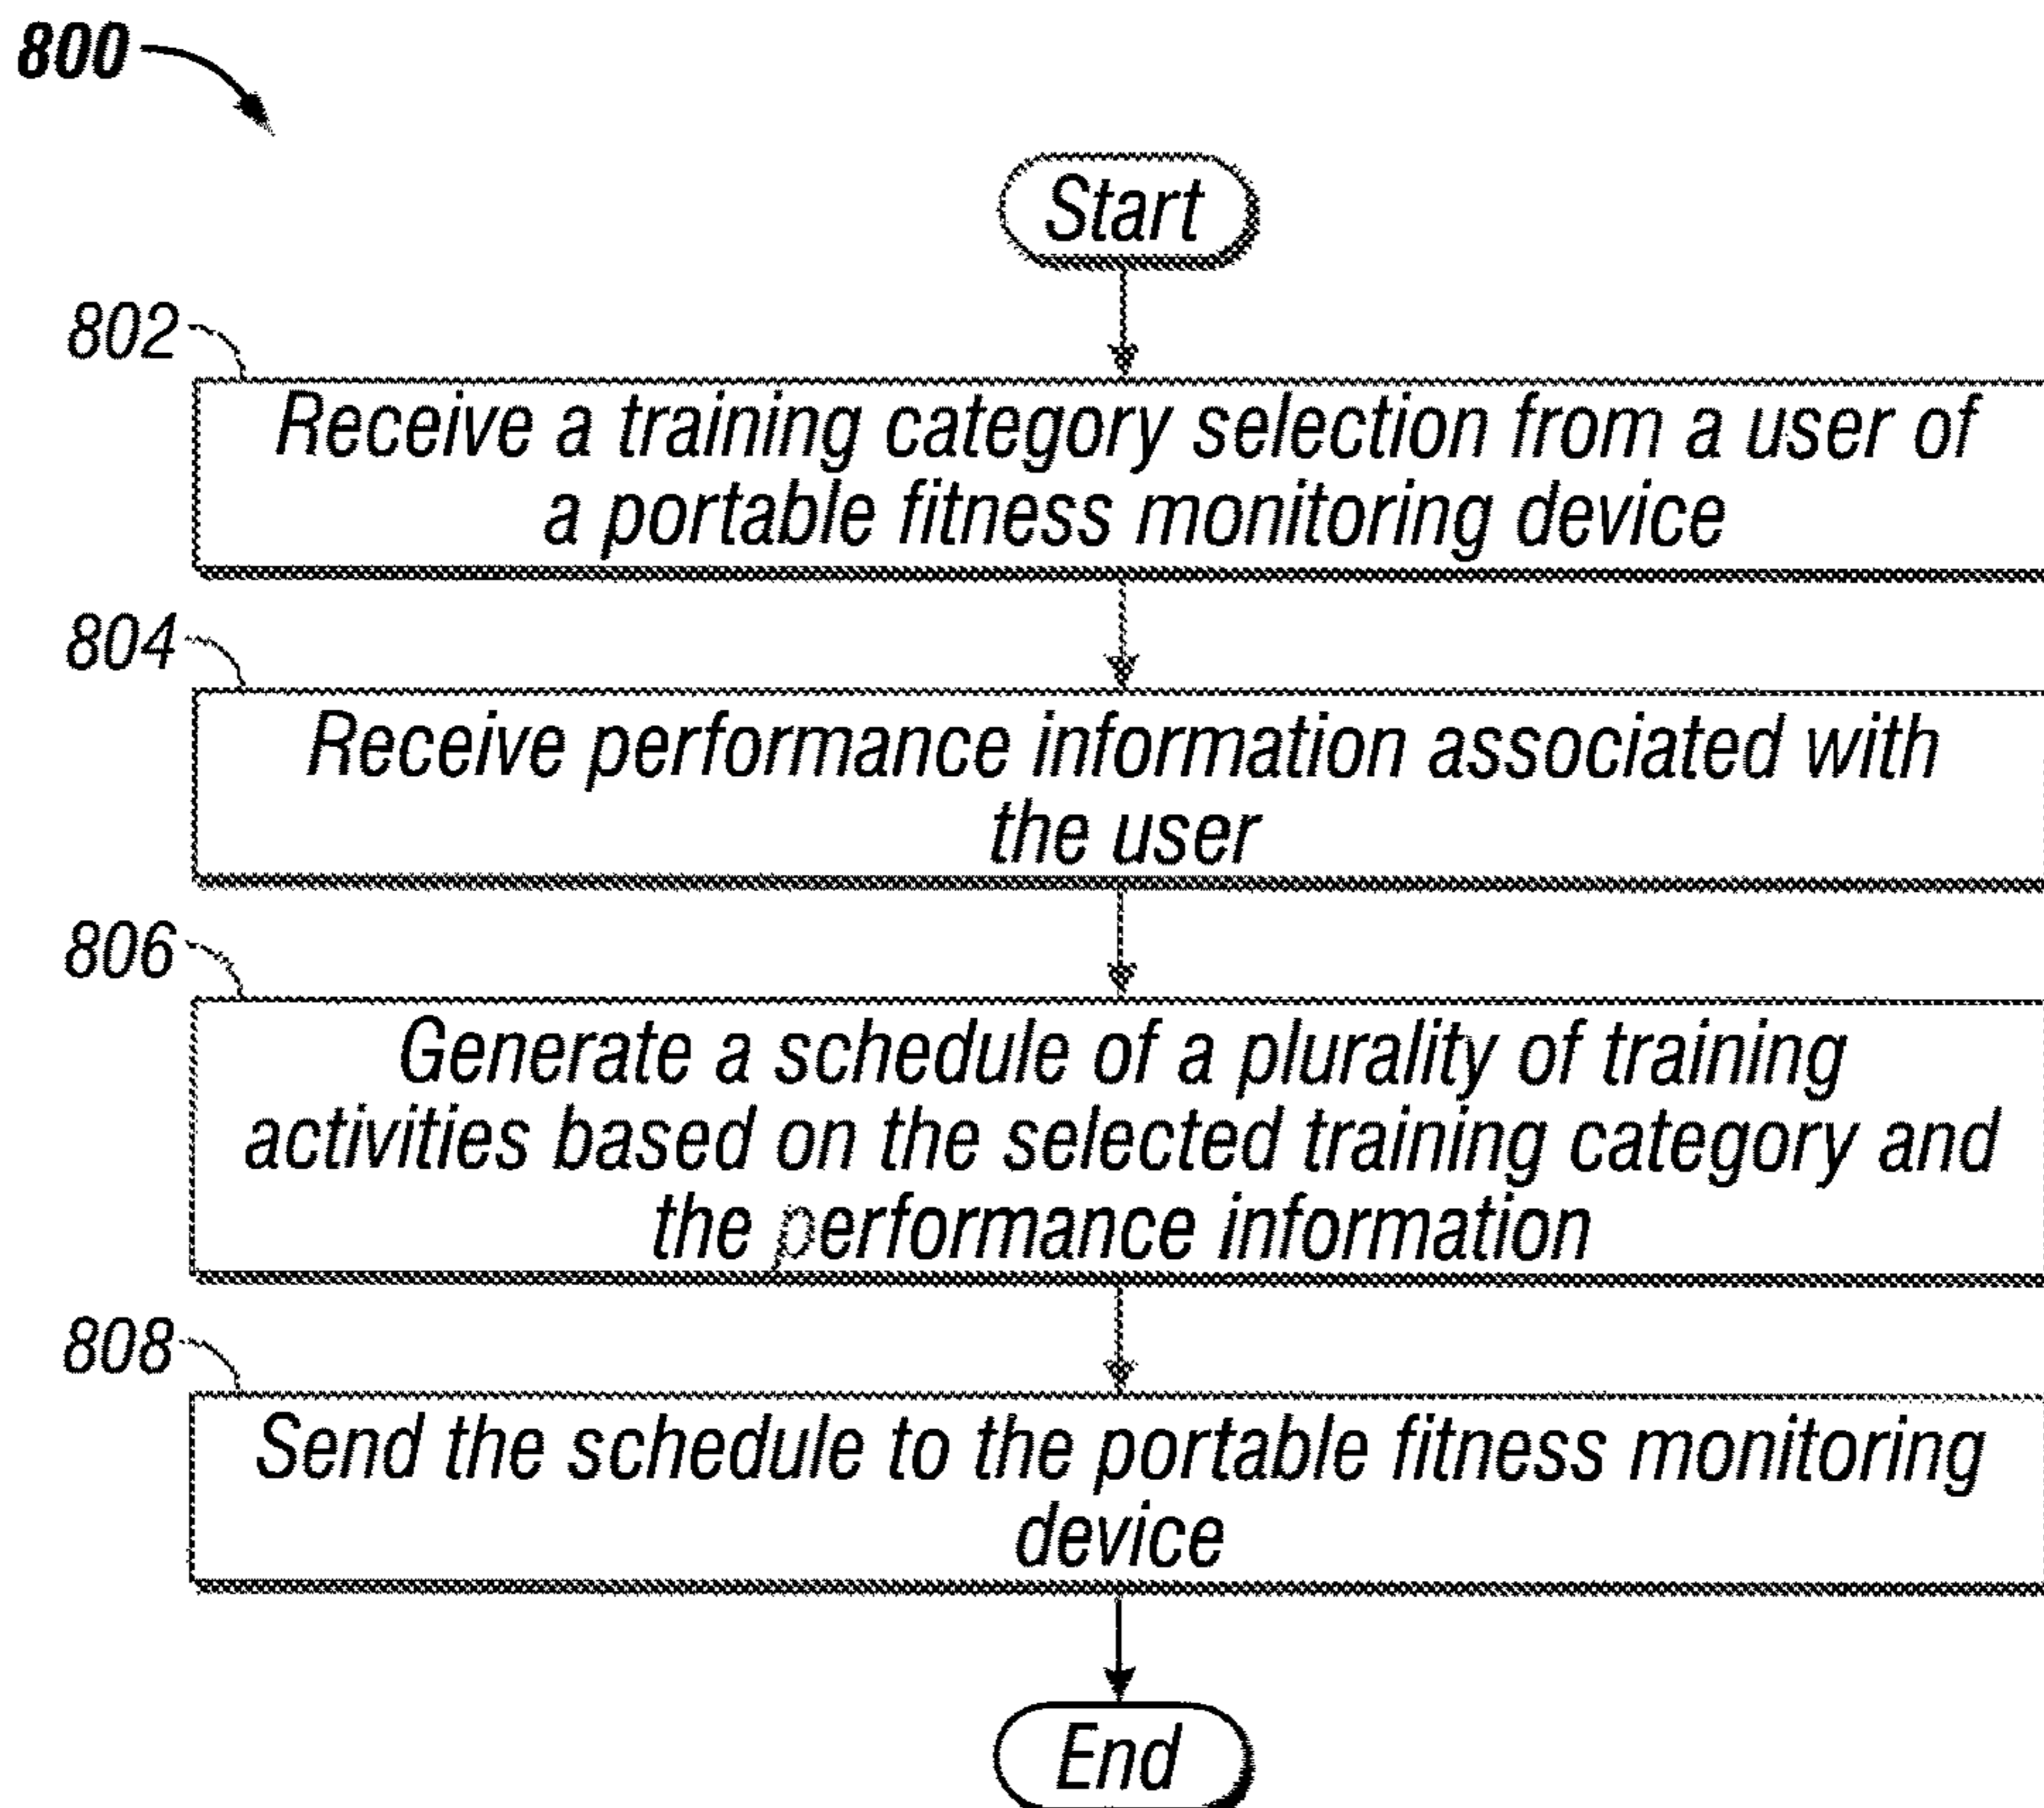 800
Start
802
Receive a training category selection from a user of
a portable fitness monitoring device
804
Receive performance information associated with
the user
806
Generate a schedule of a plurality of training
activities based on the selected training category and
the performance information
808
Send the schedule to the portable fitness monitoring
device
End